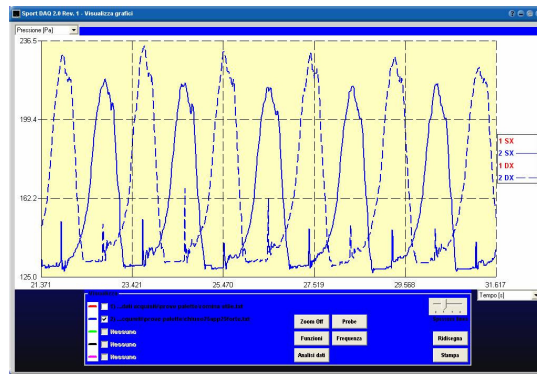 Sport DAQ 2.0 Rev. 1 - Visualizza grafici
Pressione [Pa]
236.5
199.4
162.2
125.0
21.371 23.421 25.470 27.519 29.568 31.617
1 SX
2 SX
1 DX
2 DX
Tempo [s]
Nessuno
Nessuno
Nessuno
Zoom Off Probe
Funzioni Frequenza Ridisegna
Analisi dati Stampa